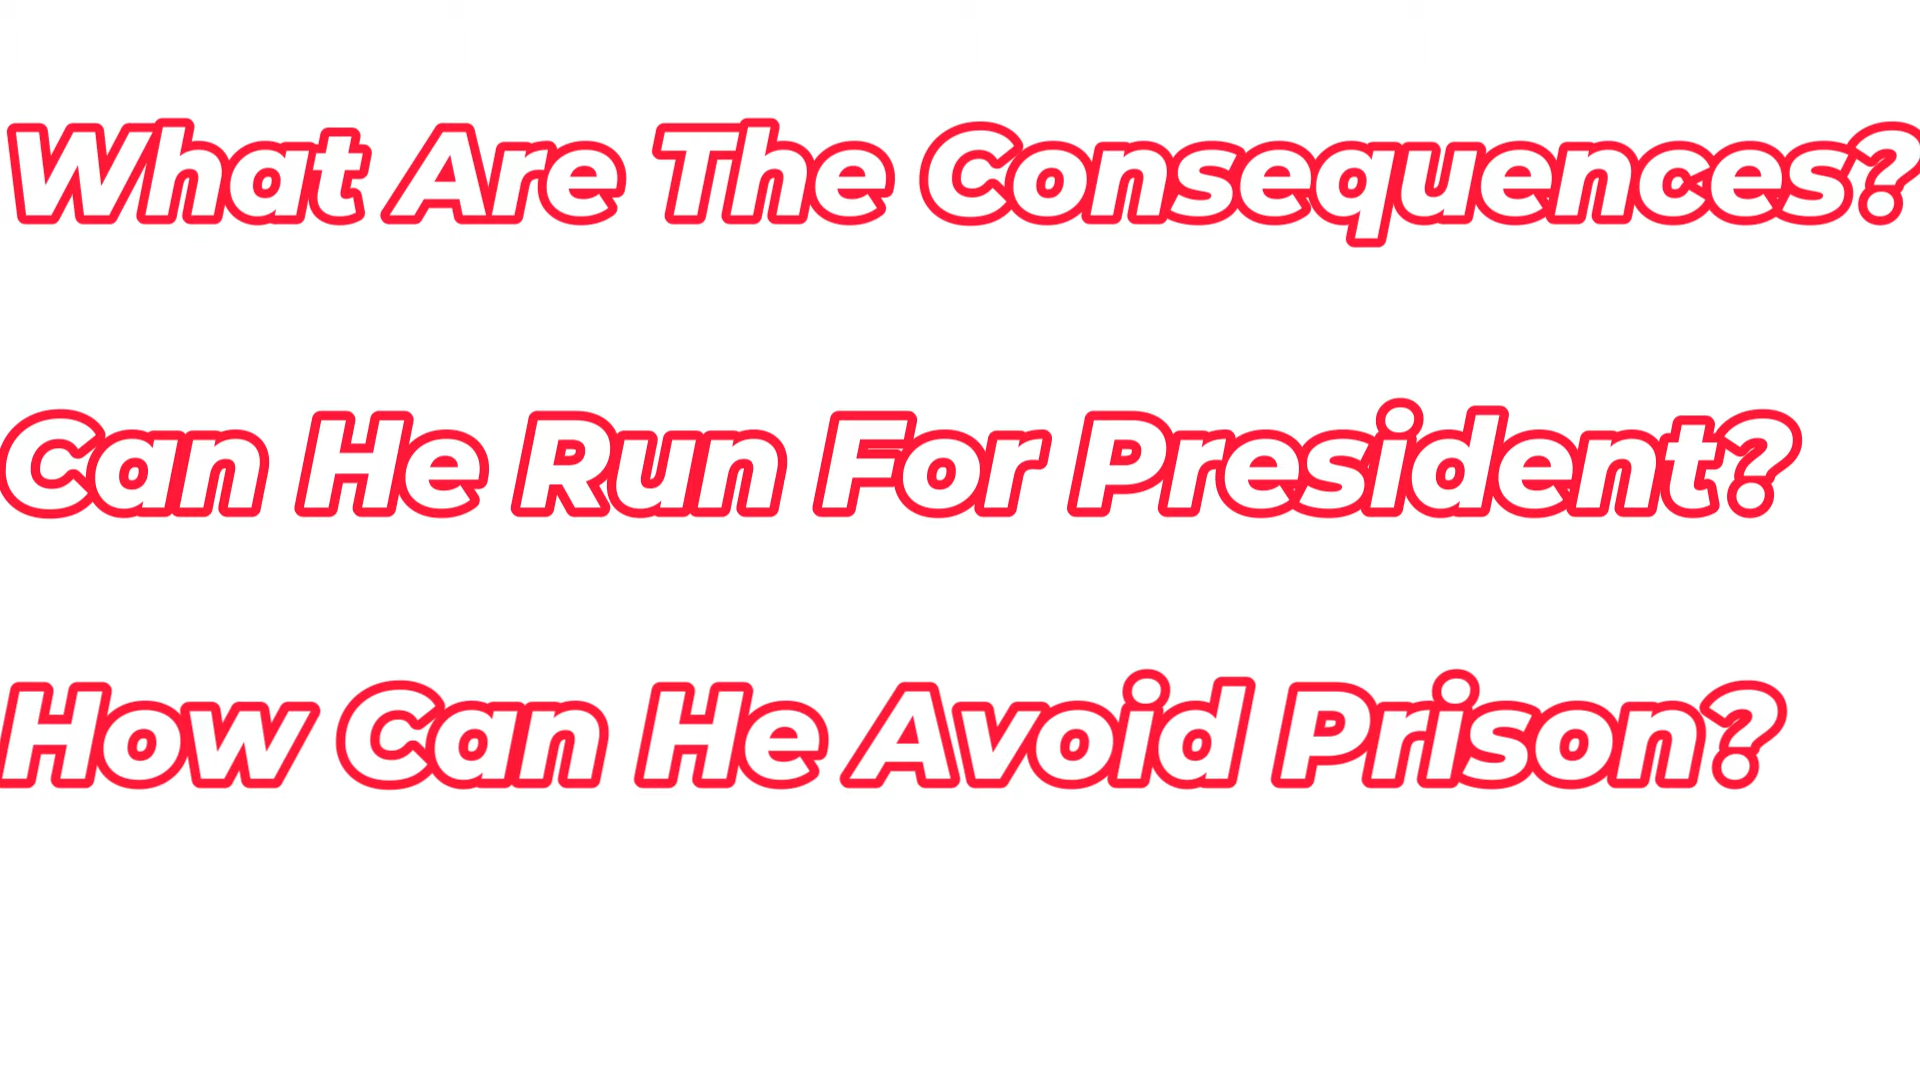 What Are The Consequences?
Can He Run For President?
How Can He Avoid Prison?